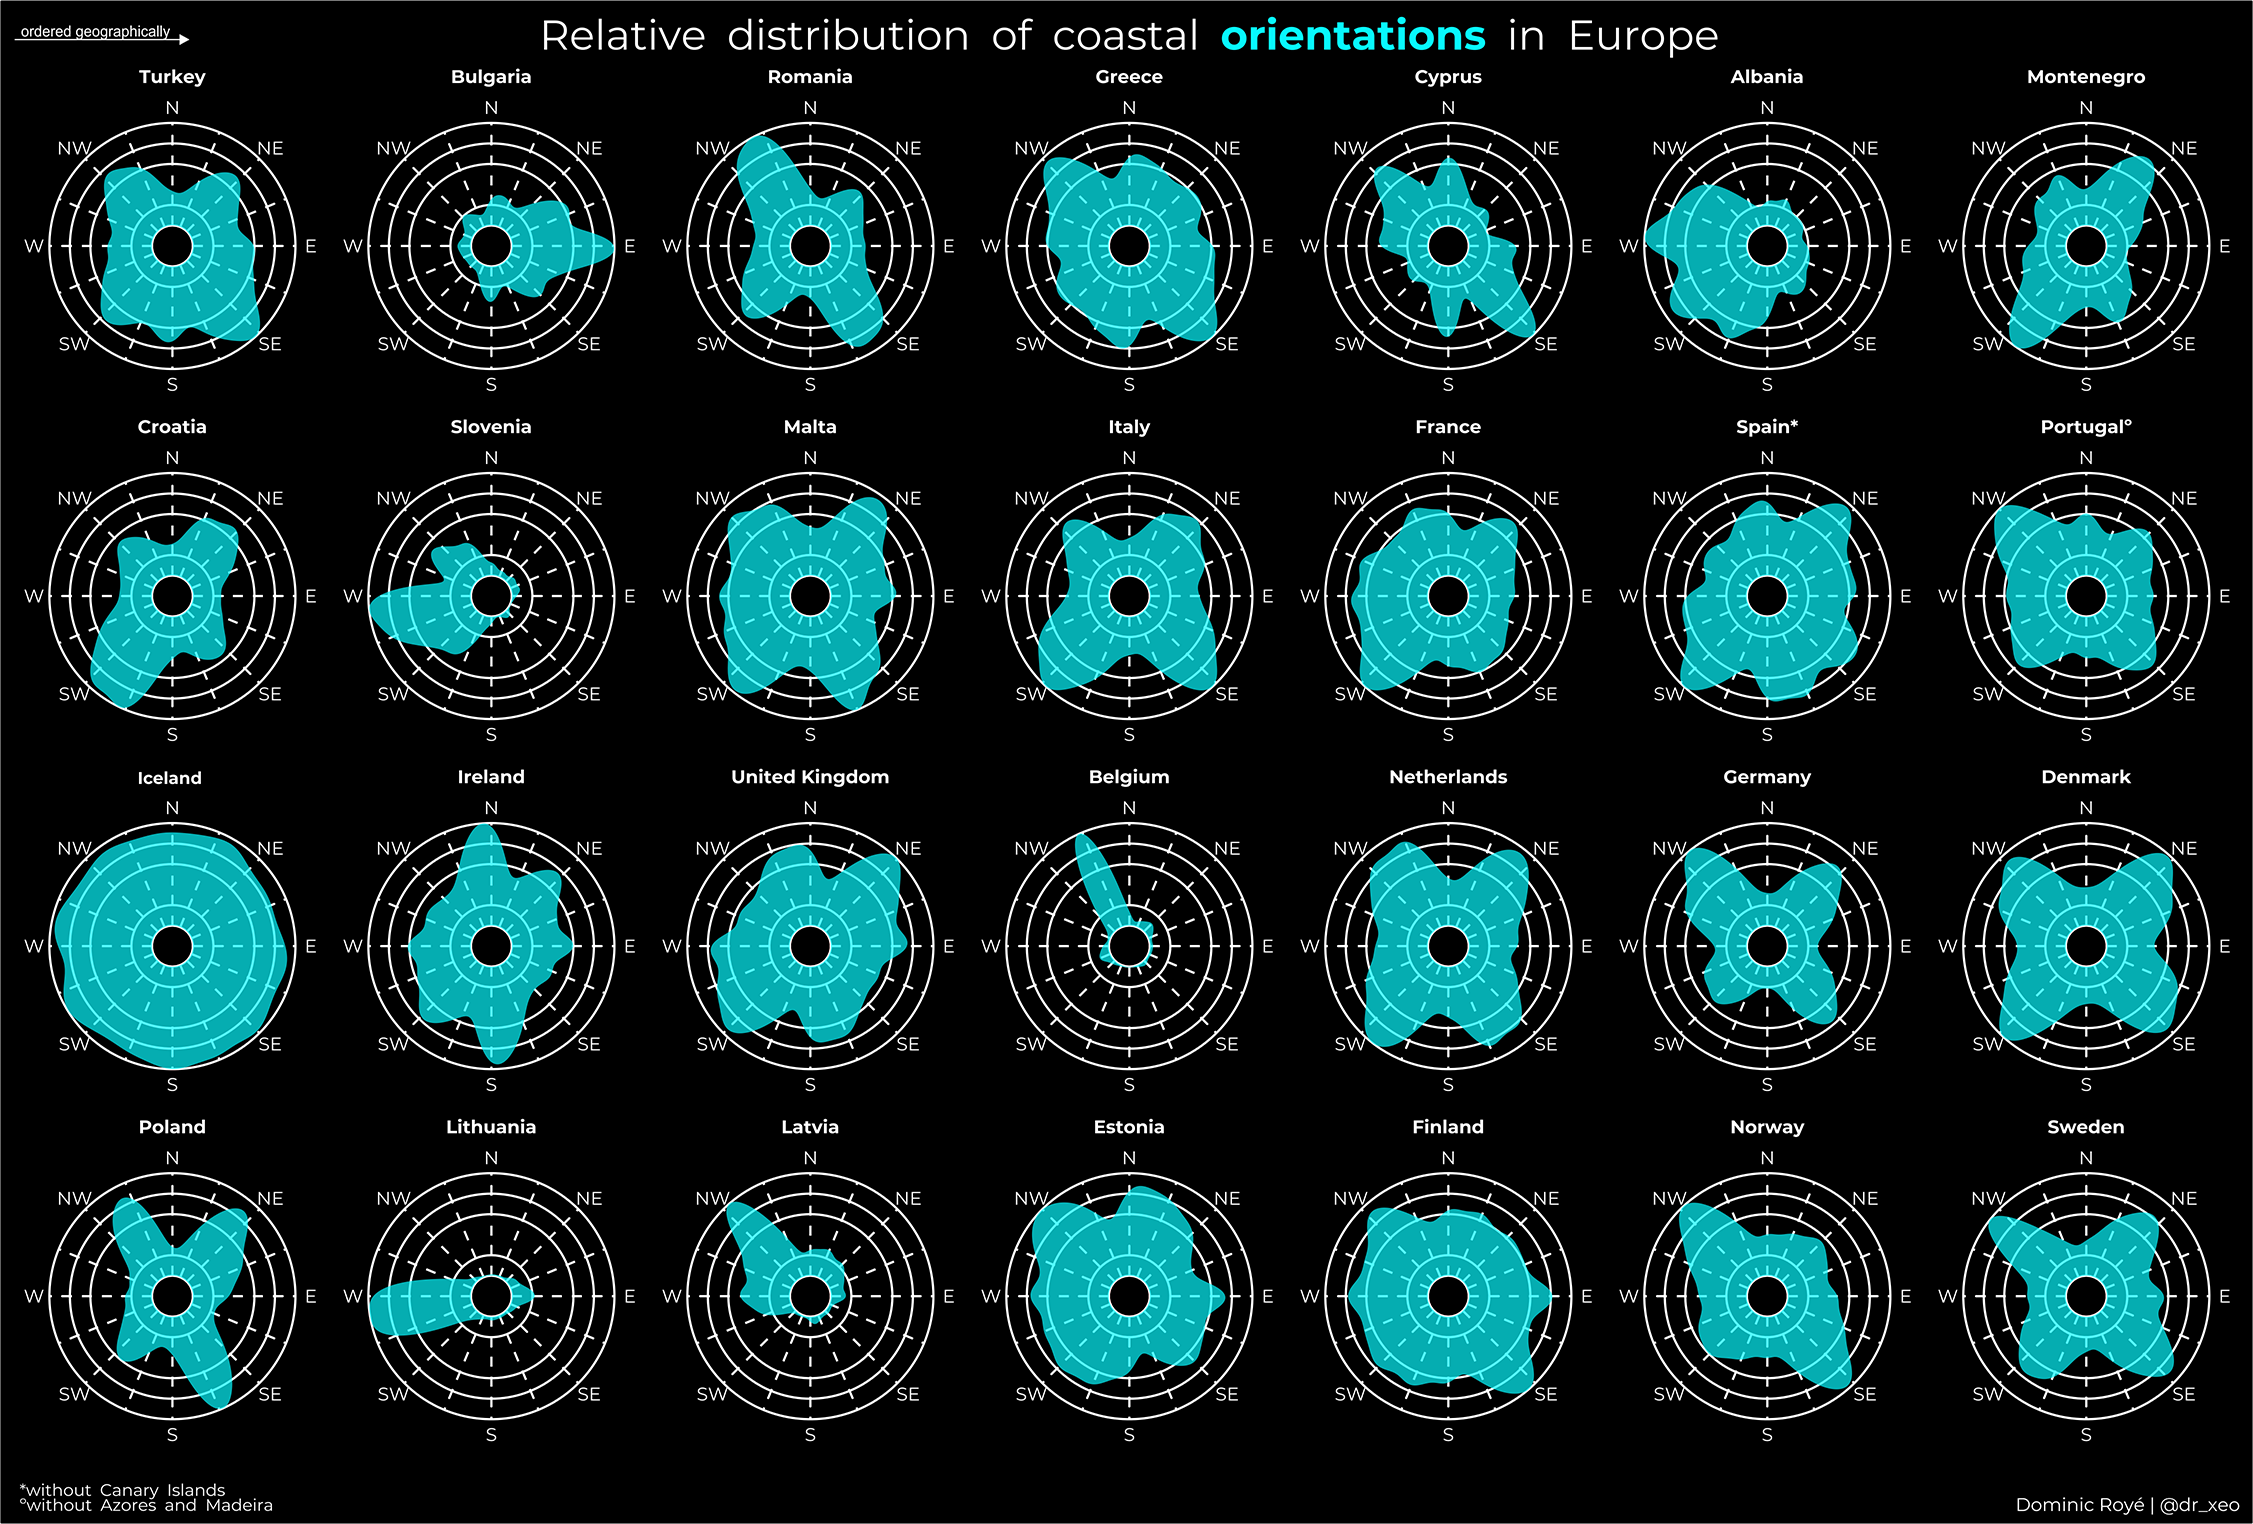 ordered geographically
Relative distribution of coastal orientations in Europe
Turkey Bulgaria Romania Greece Cyprus Albania Montenegro
N N N N N N N
NW NE NW NE NW NE NW NE NW NE NW NE NW NE
W E W E W E W E W E W E W E
SW SE SW SE SW SE SW SE SW SE SW SE SW SE
S S S S S S S
Croatia Slovenia Malta Italy France Spain* Portugal°
N N N N N N N
NW NE NW NE NW NE NW NE NW NE NW NE NW NE
W E W E W E W E W E W E W E
SW SE SW SE SW SE SW SE SW SE SW SE SW SE
S S S S S S S
Iceland Ireland United Kingdom Belgium Netherlands Germany Denmark
N N N N N N N
NW NE NW NE NW NE NW NE NW NE NW NE NW NE
W E W E W E W E W E W E W E
SW SE SW SE SW SE SW SE SW SE SW SE SW SE
S S S S S S S
Poland Lithuania Latvia Estonia Finland Norway Sweden
N N N N N N N
NW NE NW NE NW NE NW NE NW NE NW NE NW NE
W E W E W E W E W E W E W E
SW SE SW SE SW SE SW SE SW SE SW SE SW SE
S S S S S S S
*without Canary Islands
°without Azores and Madeira
Dominic Royé | @dr_xeo